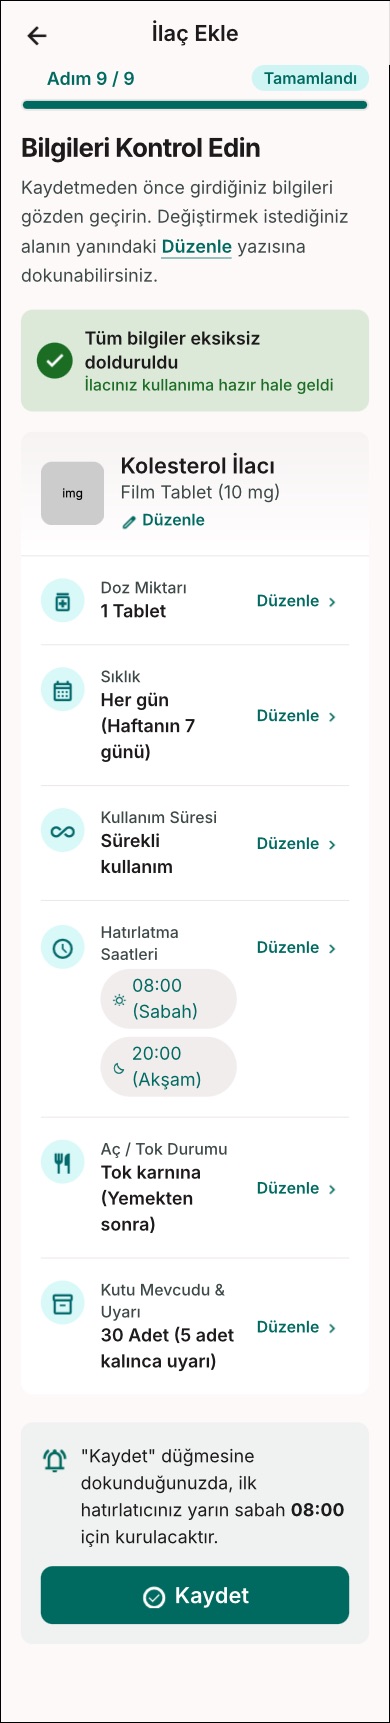 İlaç Ekle
Adım 9 / 9
Tamamlandı
Bilgileri Kontrol Edin
Kaydetmeden önce girdiğiniz bilgileri
gözden geçirin. Değiştirmek istediğiniz
alanın yanındaki Düzenle yazısına
dokunabilirsiniz.
Tüm bilgiler eksiksiz
dolduruldu
İlacınız kullanıma hazır hale geldi
img
Kolesterol İlacı
Film Tablet (10 mg)
Düzenle
Doz Miktarı
1 Tablet
Düzenle
Sıklık
Her gün
(Haftanın 7
günü)
Düzenle
Kullanım Süresi
Sürekli
kullanım
Düzenle
Hatırlatma
Saatleri
Düzenle
08:00
(Sabah)
20:00
(Akşam)
Aç / Tok Durumu
Tok karnına
(Yemekten
sonra)
Düzenle
Kutu Mevcudu &
Uyarı
30 Adet (5 adet
kalınca uyarı)
Düzenle
"Kaydet" düğmesine
dokunduğunuzda, ilk
hatırlatıcınız yarın sabah 08:00
için kurulacaktır.
Kaydet